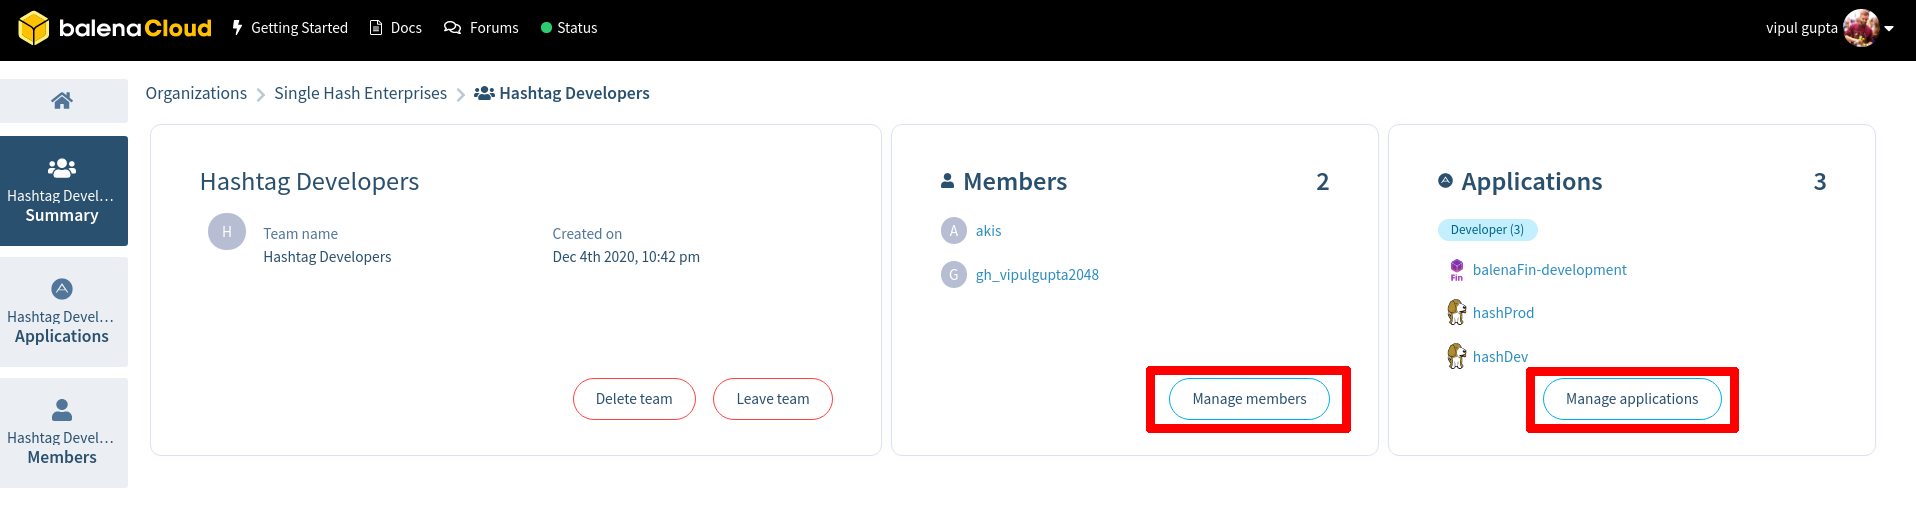 balenaCloud Getting Started Docs Forums Status vipul gupta
Organizations Single Hash Enterprises Hashtag Developers
Hashtag Devel...
Summary
Hashtag Devel...
Applications
Hashtag Devel...
Members
Hashtag Developers
H
Team name
Hashtag Developers
Created on
Dec 4th 2020, 10:42 pm
Delete team Leave team
Members 2
A akis
G gh_vipulgupta2048
Manage members
Applications 3
Developer (3)
Fin balenaFin-development
hashProd
hashDev
Manage applications